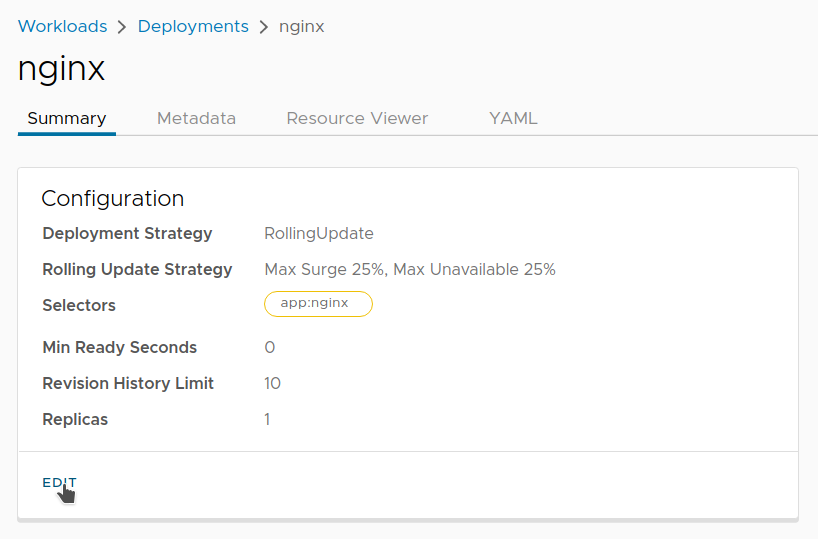 Workloads > Deployments > nginx
nginx
Summary Metadata Resource Viewer YAML
Configuration
Deployment Strategy RollingUpdate
Rolling Update Strategy Max Surge 25%, Max Unavailable 25%
Selectors app:nginx
Min Ready Seconds 0
Revision History Limit 10
Replicas 1
EDIT